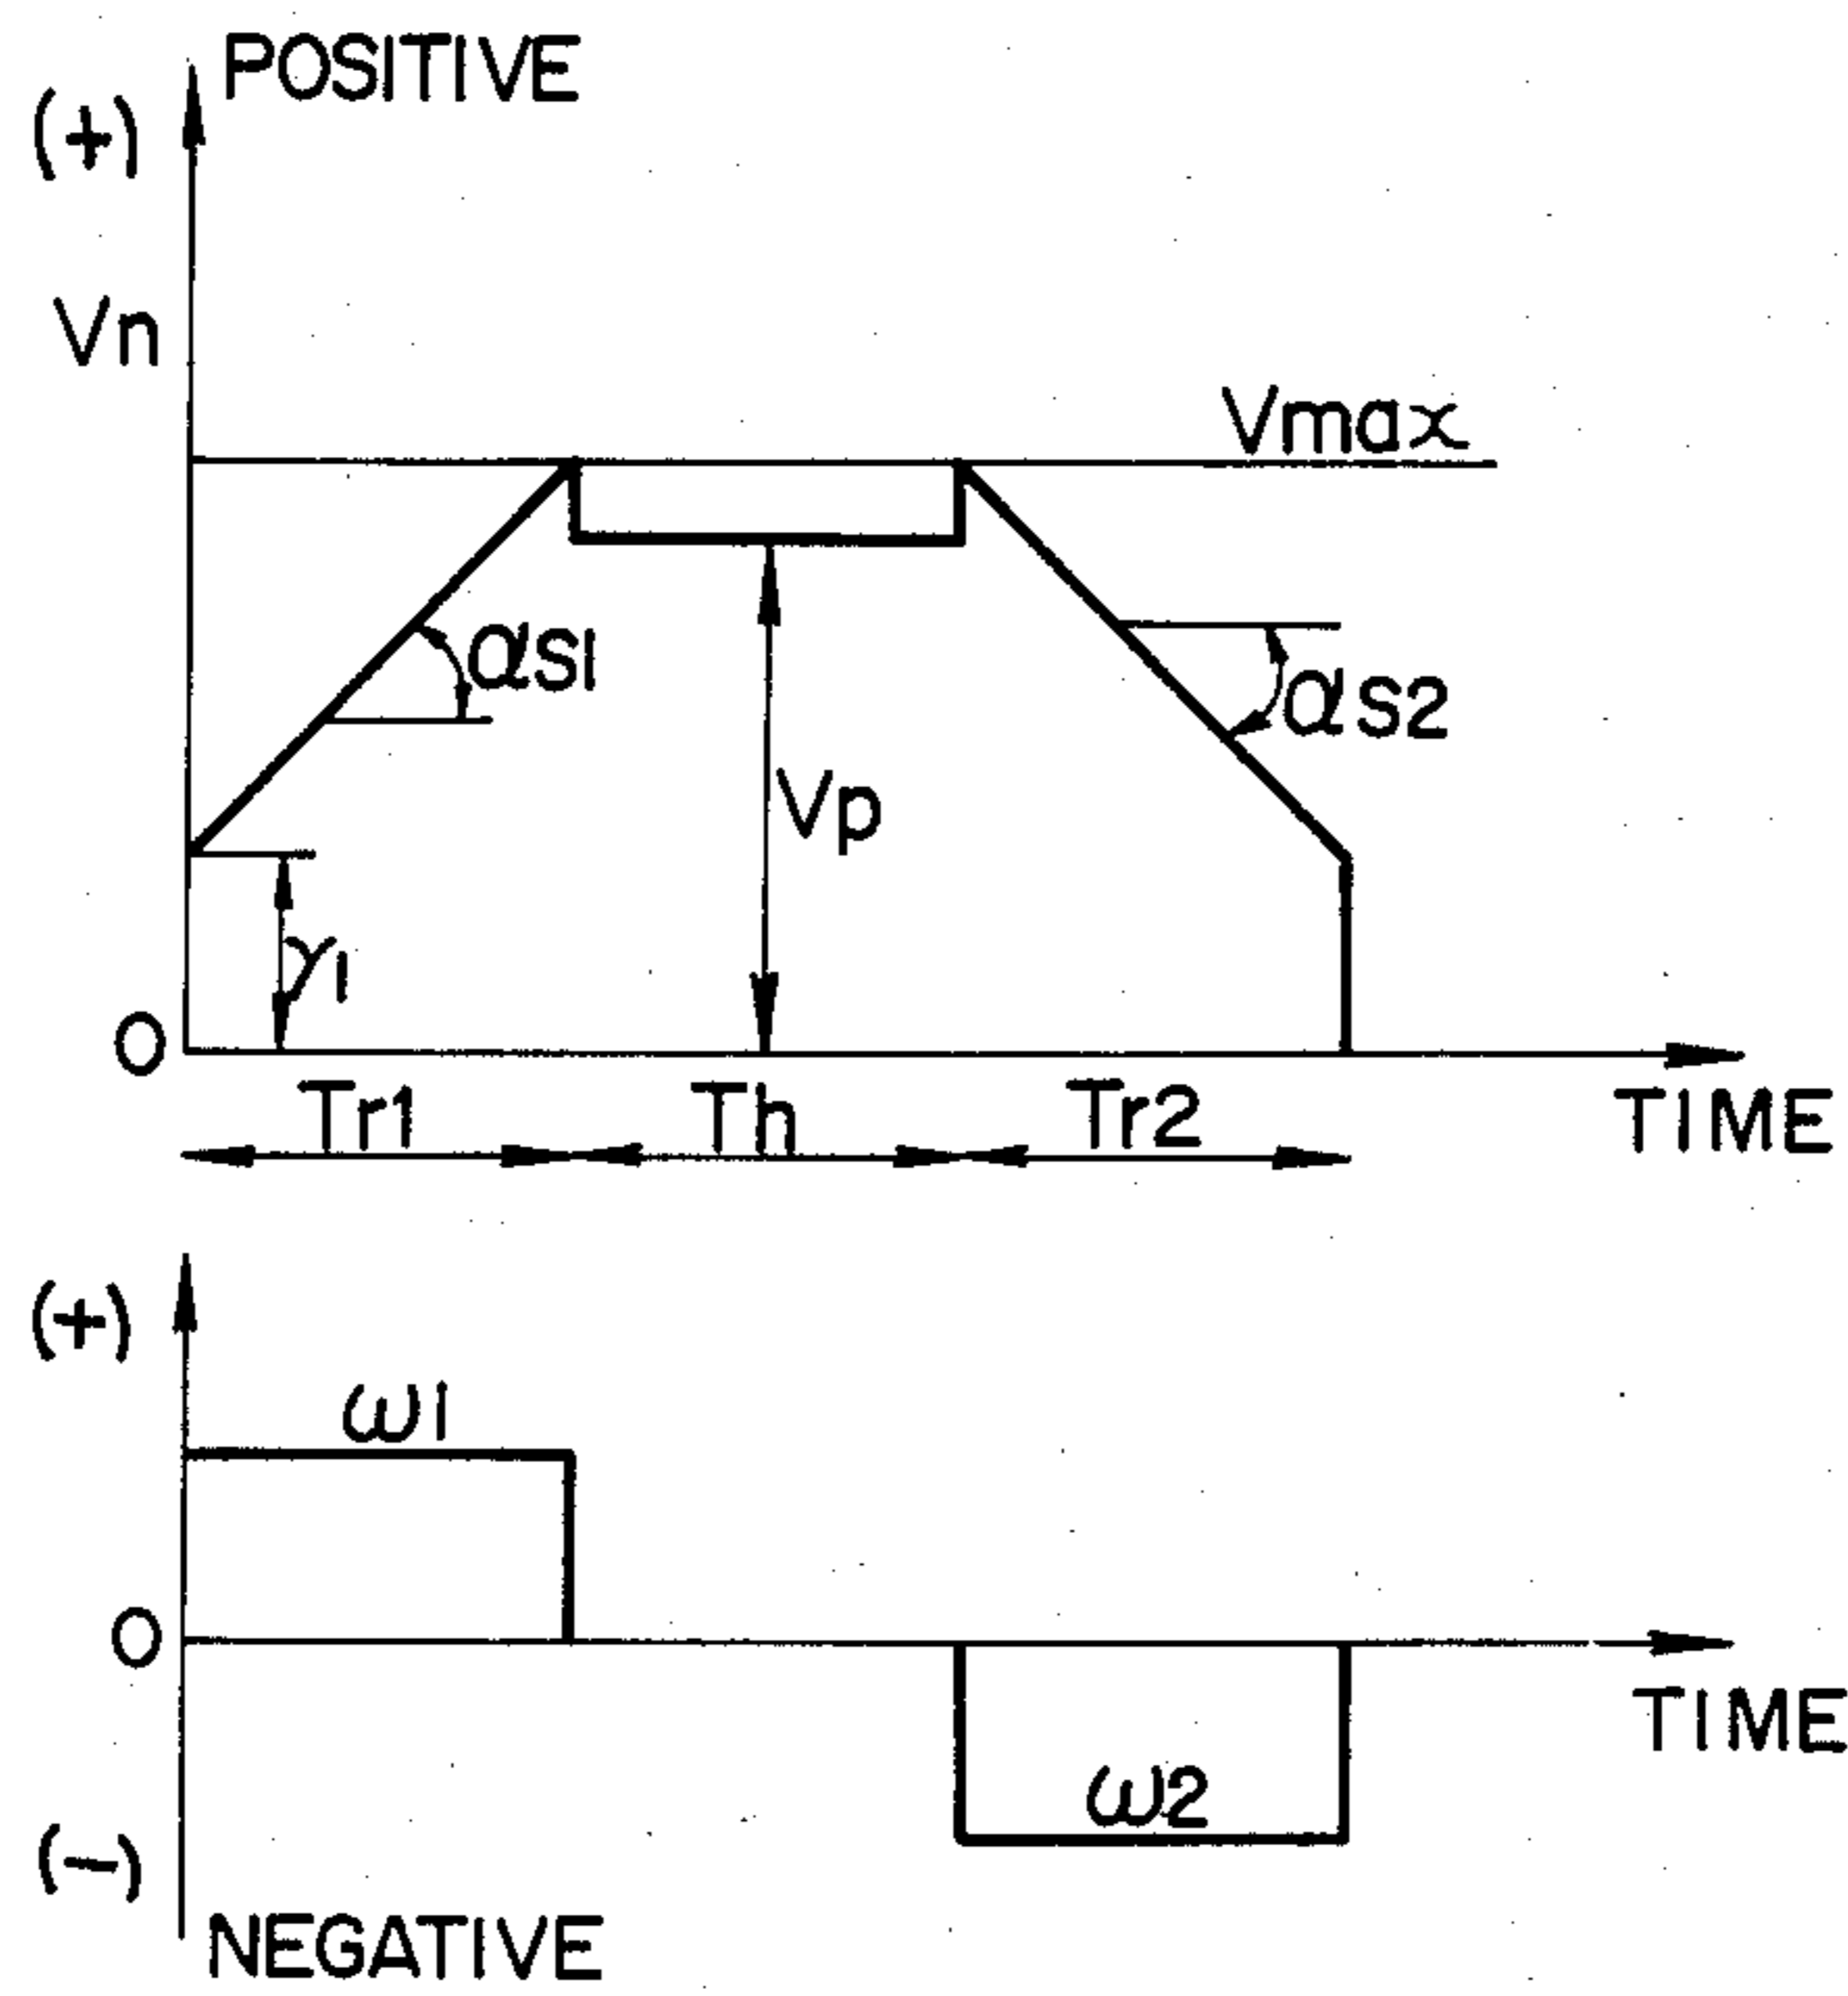 POSITIVE
(+)
Vn
Vmax
αS1
αS2
Vp
γ1
O
Tr1 Th Tr2
TIME
(+)
ω1
O
TIME
ω2
(−)
NEGATIVE